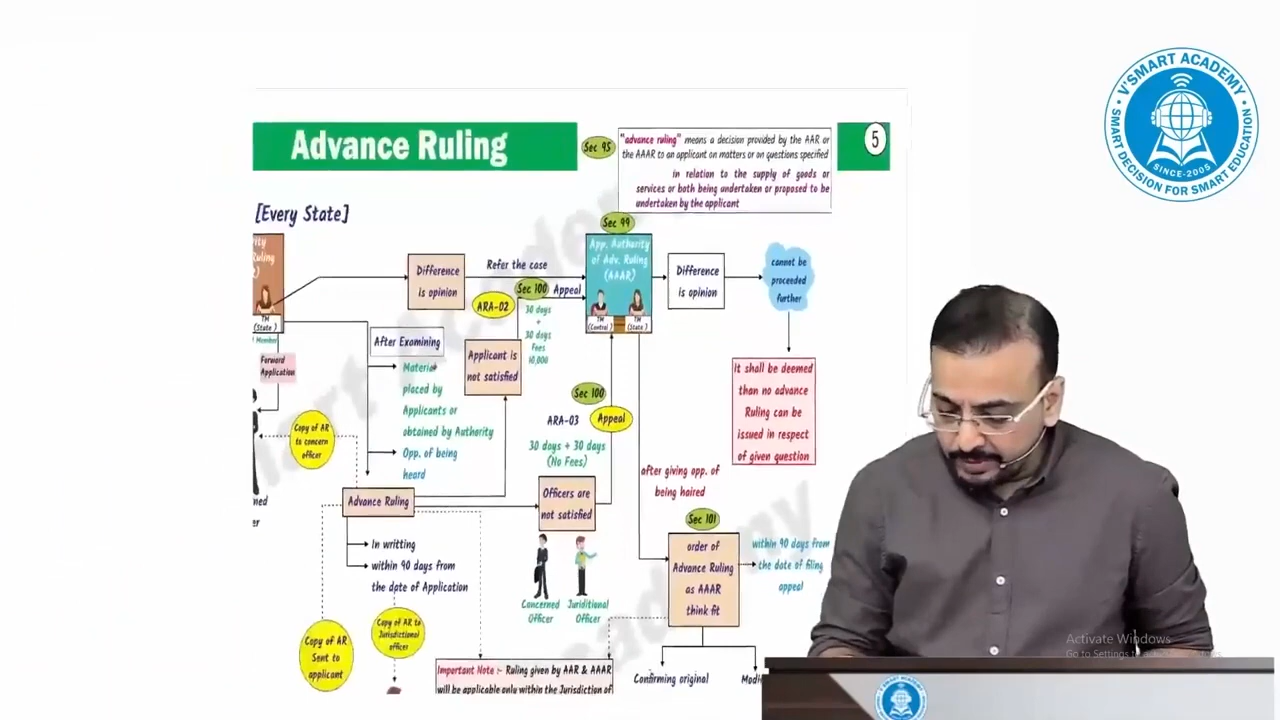 Advance Ruling
Sec 95
"advance ruling" means a decision provided by the AAR or
the AAAR to an applicant on matters or on questions specified
in relation to the supply of goods or
services or both being undertaken or proposed to be
undertaken by the applicant
5
V'SMART ACADEMY
SINCE-2005
SMART DECISION FOR SMART EDUCATION
[Every State]
TM
(State)
Member
Forward
Application
Difference
is opinion
Refer the case
Sec 100
Appeal
ARA-02
30 days
+
30 days
Fees
10,000
Sec 99
App. Authority
of Adv. Ruling
(AAAR)
TM
(Central)
TM
(State)
Difference
is opinion
cannot be
proceeded
further
It shall be deemed
than no advance
Ruling can be
issued in respect
of given question
After Examining
Material
placed by
Applicants or
obtained by Authority
Opp. of being
heard
Applicant is
not satisfied
Sec 100
ARA-03
Appeal
30 days + 30 days
(No Fees)
Copy of AR
to concern
officer
Advance Ruling
In writting
within 90 days from
the date of Application
Officers are
not satisfied
Concerned
Officer
Juriditional
Officer
after giving opp. of
being haired
Sec 101
order of
Advance Ruling
as AAAR
think fit
within 90 days from
the date of filing
appeal
Copy of AR
Sent to
applicant
Copy of AR to
Jurisdictional
officer
Important Note :- Ruling given by AAR & AAAR
will be applicable only within the Jurisdiction of
Confirming original
Activate Windows